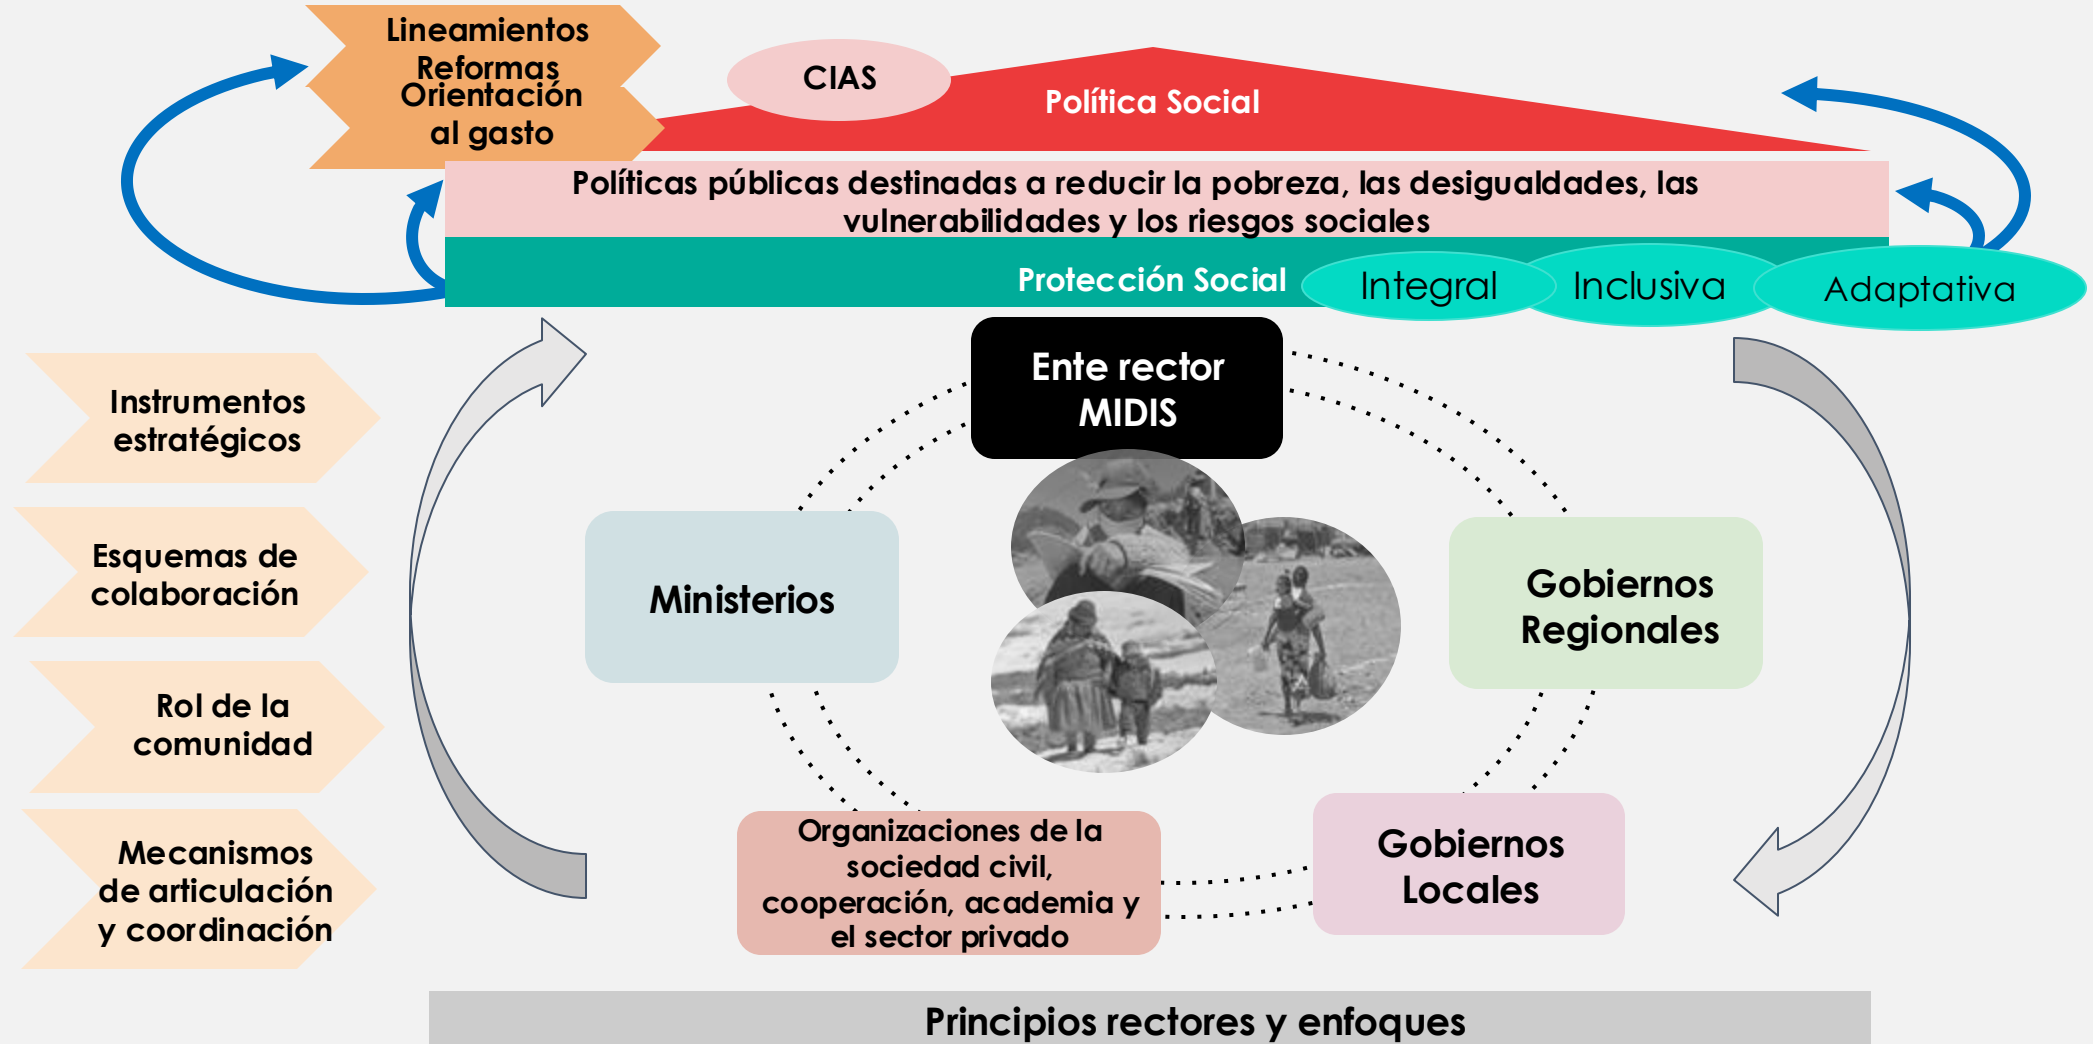 Lineamientos
Reformas
Orientación
al gasto
CIAS
Política Social
Políticas públicas destinadas a reducir la pobreza, las desigualdades, las
vulnerabilidades y los riesgos sociales
Protección Social
Integral
Inclusiva
Adaptativa
Ente rector
MIDIS
Instrumentos
estratégicos
Esquemas de
colaboración
Rol de la
comunidad
Mecanismos
de articulación
y coordinación
Ministerios
Gobiernos
Regionales
Organizaciones de la
sociedad civil,
cooperación, academia y
el sector privado
Gobiernos
Locales
Principios rectores y enfoques